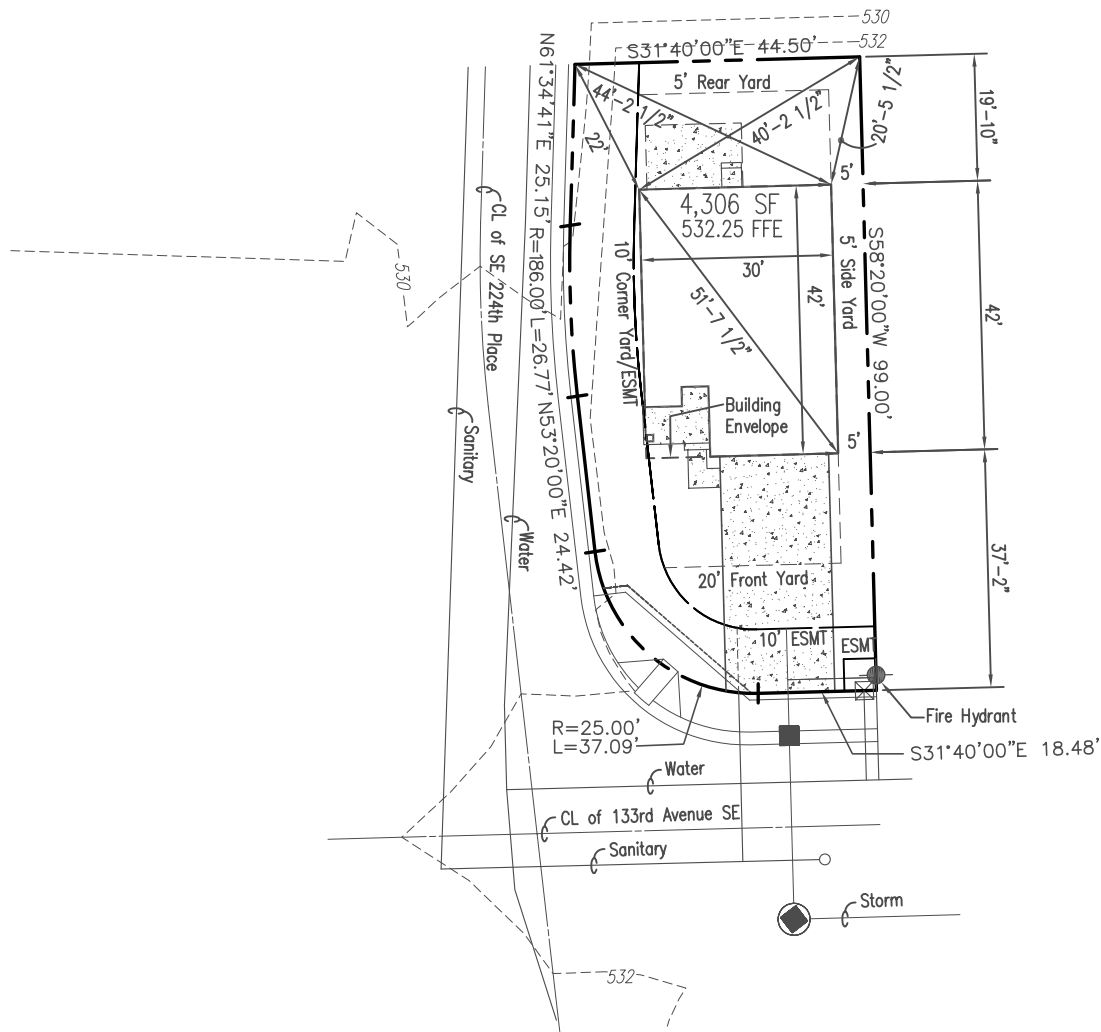 530
S31°40'00"E 44.50'
532
5' Rear Yard
N61°34'41"E 25.15'
R=186.00'
L=26.77'
N53°20'00"E 24.42'
44'-2 1/2"
22'
40'-2 1/2"
20'-5 1/2"
19'-10"
5'
4,306 SF
532.25 FFE
30'
42'
51'-7 1/2"
10' Corner Yard/ESMT
5' Side Yard
S58°20'00"W 99.00'
42'
530
CL of SE 224th Place
Sanitary
Water
Building
Envelope
5'
37'-2"
20' Front Yard
10' ESMT
ESMT
Fire Hydrant
R=25.00'
L=37.09'
S31°40'00"E 18.48'
Water
CL of 133rd Avenue SE
Sanitary
Storm
532